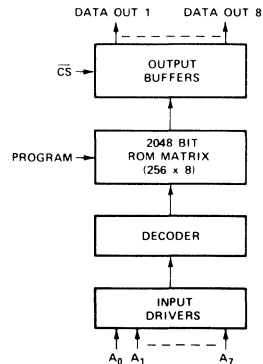 DATA OUT 1 DATA OUT 8
CS
OUTPUT
BUFFERS
PROGRAM
2048 BIT
ROM MATRIX
(256 x 8)
DECODER
INPUT
DRIVERS
A0 A1 A7